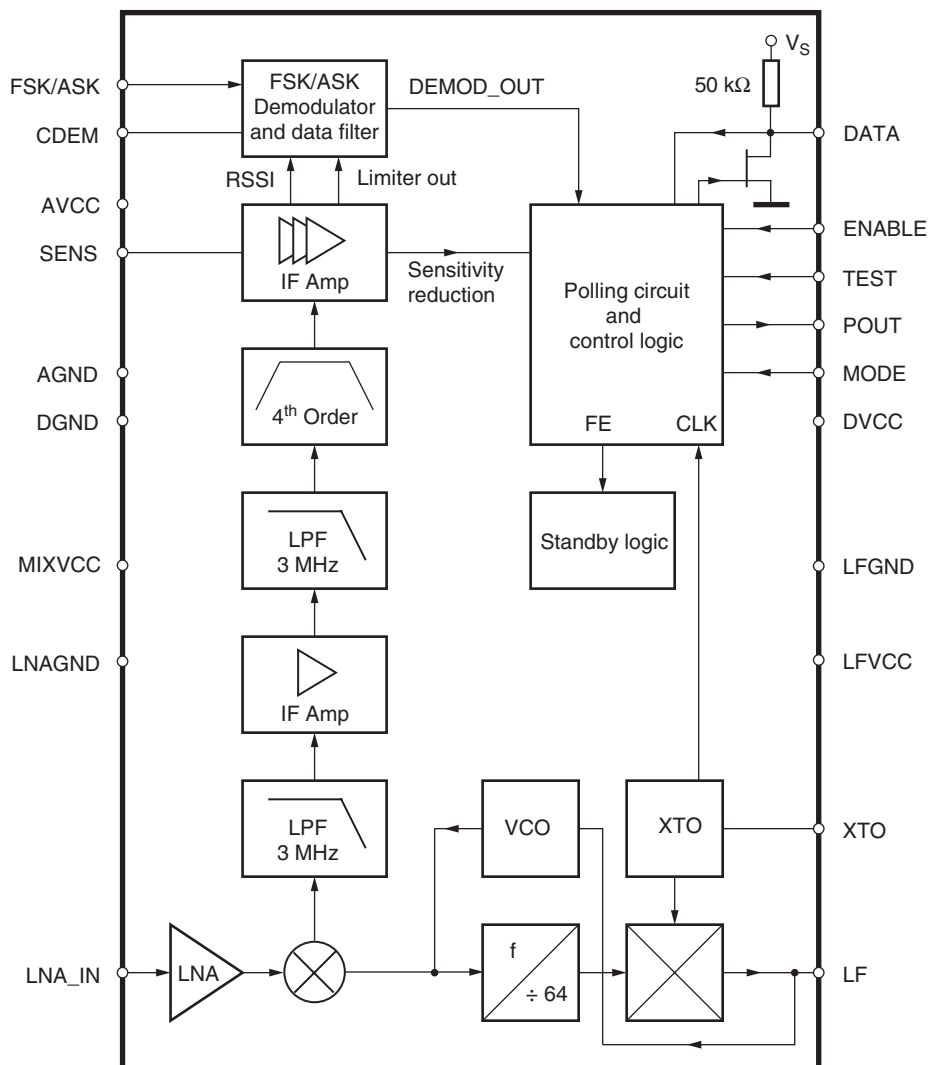 V_S
FSK/ASK
FSK/ASK
Demodulator
and data filter
DEMOD_OUT
50 kΩ
CDEM
DATA
RSSI
Limiter out
AVCC
SENS
IF Amp
Sensitivity
reduction
Polling circuit
and
control logic
ENABLE
TEST
POUT
AGND
MODE
DGND
4th Order
FE
CLK
DVCC
LPF
3 MHz
Standby logic
MIXVCC
LFGND
LNAGND
IF Amp
LFVCC
LPF
3 MHz
VCO
XTO
XTO
LNA_IN
LNA
f
÷ 64
LF